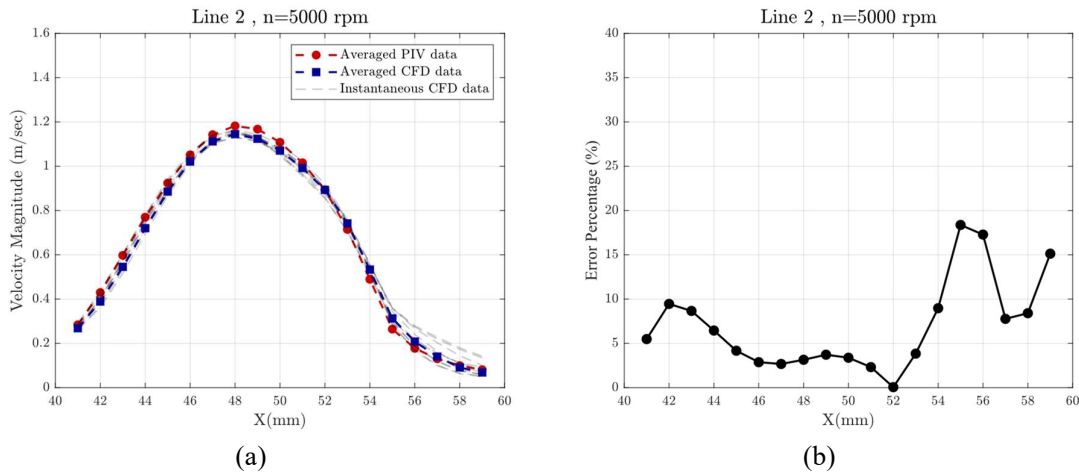 Line 2 , n=5000 rpm
Velocity Magnitude (m/sec)
1.6
1.4
1.2
1
0.8
0.6
0.4
0.2
0
Averaged PIV data
Averaged CFD data
Instantaneous CFD data
40 42 44 46 48 50 52 54 56 58 60
X(mm)
(a)
Line 2 , n=5000 rpm
Error Percentage (%)
40
35
30
25
20
15
10
5
0
40 42 44 46 48 50 52 54 56 58 60
X(mm)
(b)